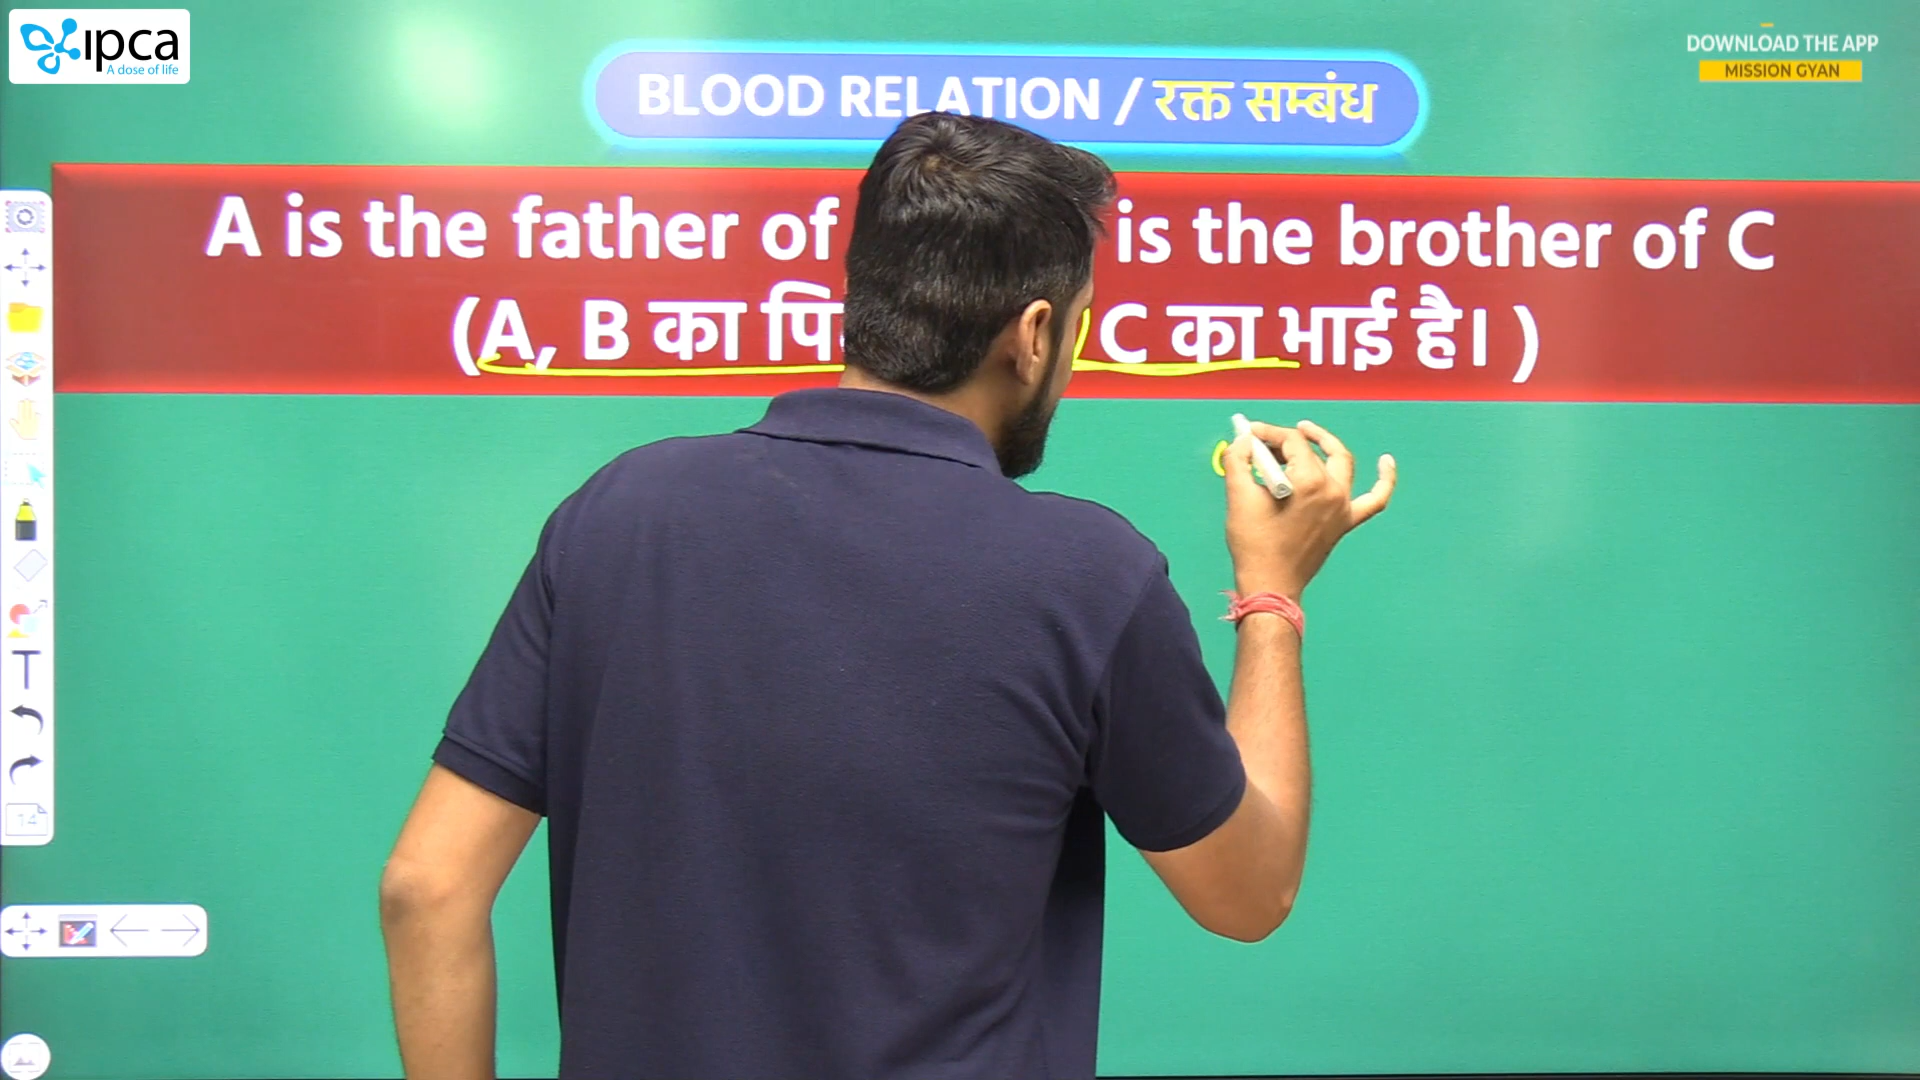 ipca
A dose of life
DOWNLOAD THE APP
MISSION GYAN
BLOOD RELATION / रक्त सम्बंध
A is the father of is the brother of C
(A, B का C का भाई है। )
T
14